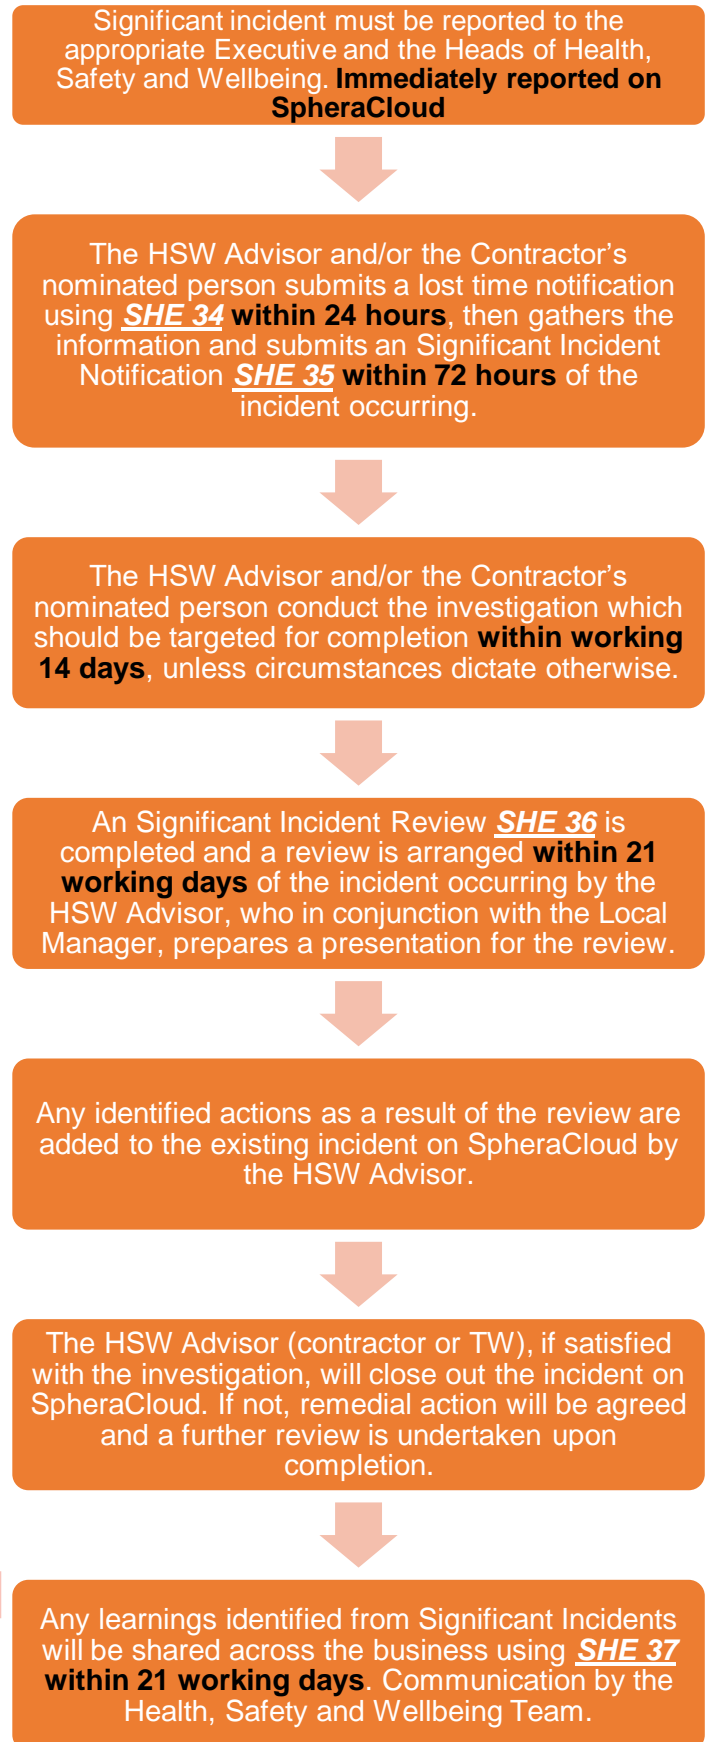 Significant incident must be reported to the
appropriate Executive and the Heads of Health,
Safety and Wellbeing. Immediately reported on
SpheraCloud
The HSW Advisor and/or the Contractor’s
nominated person submits a lost time notification
using SHE 34 within 24 hours, then gathers the
information and submits an Significant Incident
Notification SHE 35 within 72 hours of the
incident occurring.
The HSW Advisor and/or the Contractor’s
nominated person conduct the investigation which
should be targeted for completion within working
14 days, unless circumstances dictate otherwise.
An Significant Incident Review SHE 36 is
completed and a review is arranged within 21
working days of the incident occurring by the
HSW Advisor, who in conjunction with the Local
Manager, prepares a presentation for the review.
Any identified actions as a result of the review are
added to the existing incident on SpheraCloud by
the HSW Advisor.
The HSW Advisor (contractor or TW), if satisfied
with the investigation, will close out the incident on
SpheraCloud. If not, remedial action will be agreed
and a further review is undertaken upon
completion.
Any learnings identified from Significant Incidents
will be shared across the business using SHE 37
within 21 working days. Communication by the
Health, Safety and Wellbeing Team.